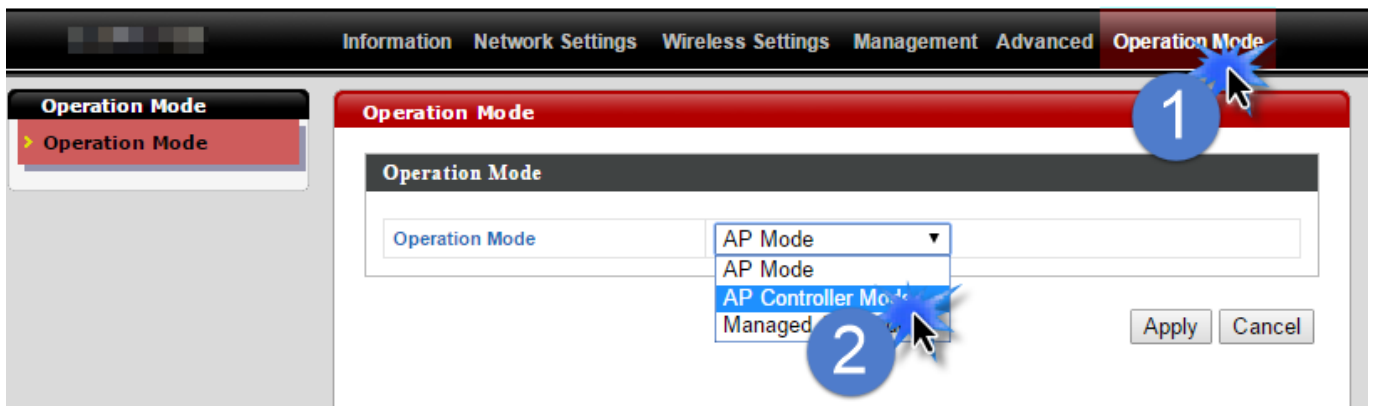 Information Network Settings Wireless Settings Management Advanced Operation Mode
1
Operation Mode
Operation Mode
Operation Mode
Operation Mode
Operation Mode
AP Mode
AP Mode
AP Controller Mode
Managed
2
Apply Cancel